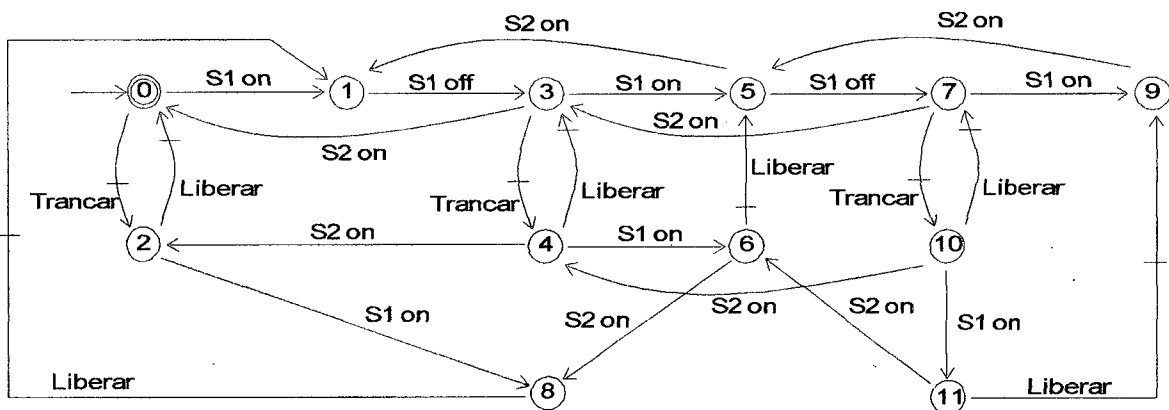 S2 on
S2 on
0 S1 on 1 S1 off 3 S1 on 5 S1 off 7 S1 on 9
S2 on
S2 on
Trancar Liberar
Trancar Liberar
Liberar
Trancar Liberar
2 S2 on 4 S1 on 6 10
S1 on
S2 on
S2 on
S2 on
S1 on
Liberar 8
11 Liberar